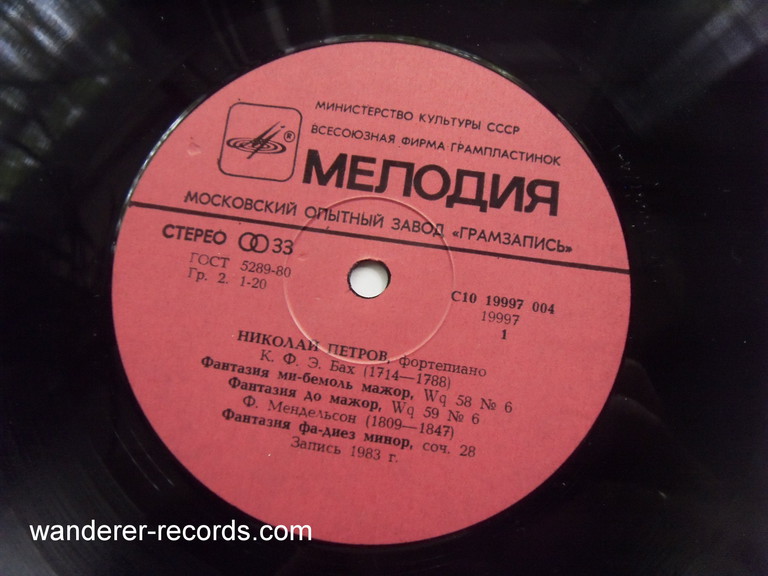 МИНИСТЕРСТВО КУЛЬТУРЫ СССР
ВСЕСОЮЗНАЯ ФИРМА ГРАМПЛАСТИНОК
®
МЕЛОДИЯ
МОСКОВСКИЙ ОПЫТНЫЙ ЗАВОД «ГРАМЗАПИСЬ»
СТЕРЕО 33
ГОСТ 5289-80
Гр. 2. 1-20
С10 19997 004
19997
1
НИКОЛАЙ ПЕТРОВ, фортепиано
К. Ф. Э. Бах (1714—1788)
Фантазия ми-бемоль мажор, Wq 58 № 6
Фантазия до мажор, Wq 59 № 6
Ф. Мендельсон (1809—1847)
Фантазия фа-диез минор, соч. 28
Запись 1983 г.
wanderer-records.com